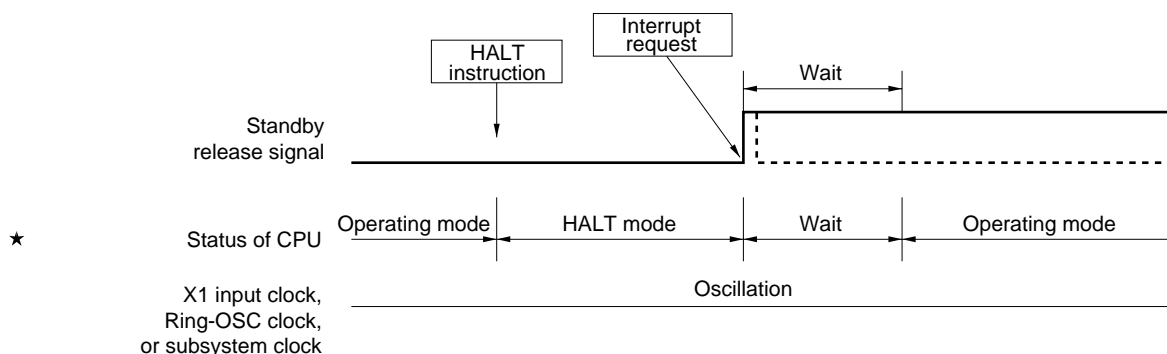 Interrupt
request
HALT
instruction
Wait
Standby
release signal
★ Status of CPU Operating mode HALT mode Wait Operating mode
X1 input clock,
Ring-OSC clock,
or subsystem clock
Oscillation